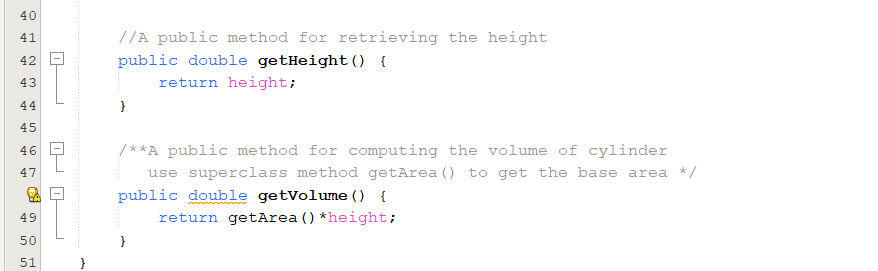 40
41 //A public method for retrieving the height
42 public double getHeight() {
43 return height;
44 }
45
46 /**A public method for computing the volume of cylinder
47 use superclass method getArea() to get the base area */
public double getVolume() {
49 return getArea()*height;
50 }
51 }